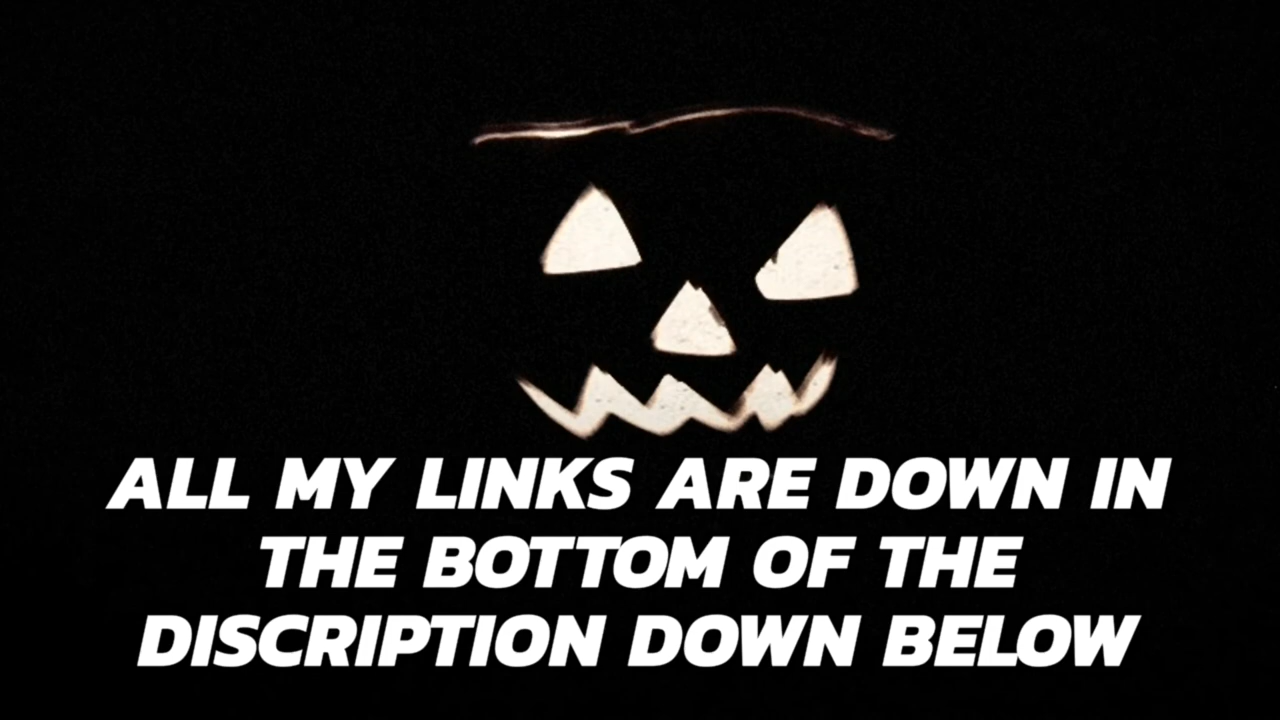 ALL MY LINKS ARE DOWN IN
THE BOTTOM OF THE
DISCRIPTION DOWN BELOW